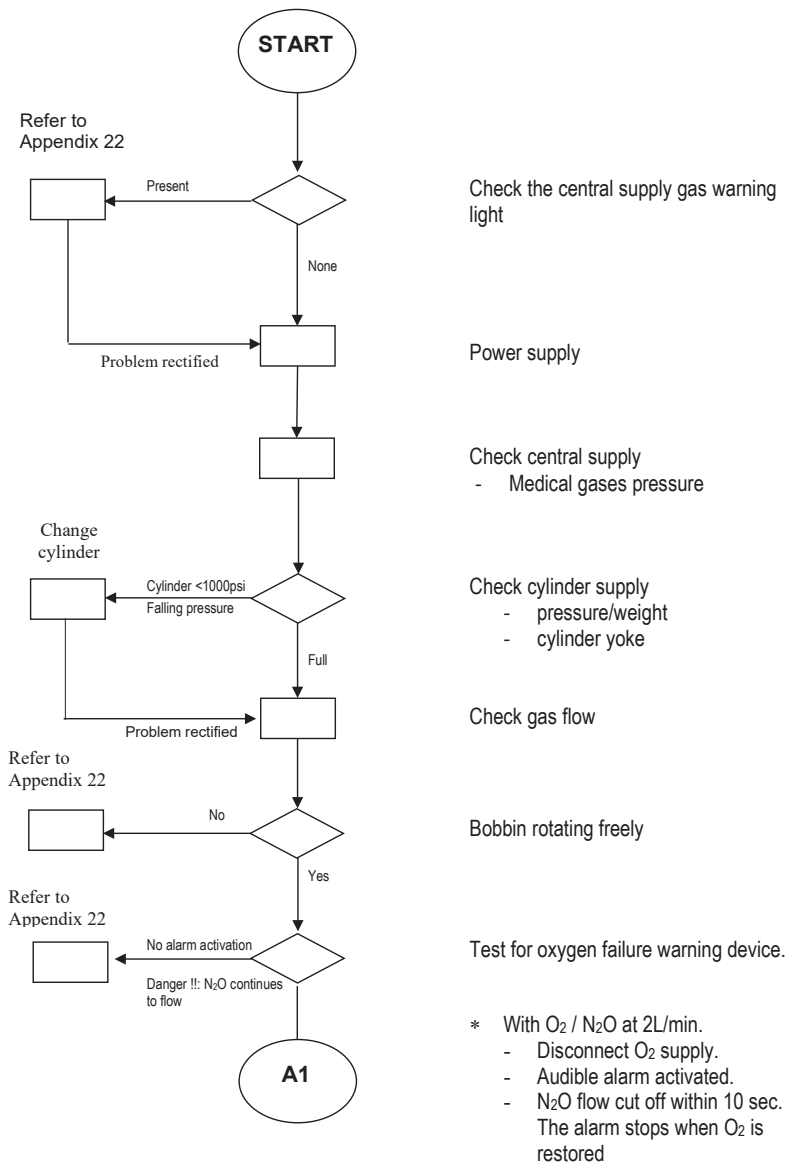 START
Refer to
Appendix 22
Present
Check the central supply gas warning
light
None
Problem rectified
Power supply
Check central supply
- Medical gases pressure
Change
cylinder
Cylinder <1000psi
Falling pressure
Check cylinder supply
- pressure/weight
- cylinder yoke
Full
Problem rectified
Check gas flow
Refer to
Appendix 22
No
Bobbin rotating freely
Yes
Refer to
Appendix 22
No alarm activation
Danger !!: N2O continues
to flow
Test for oxygen failure warning device.
A1
* With O2 / N2O at 2L/min.
- Disconnect O2 supply.
- Audible alarm activated.
- N2O flow cut off within 10 sec.
The alarm stops when O2 is
restored